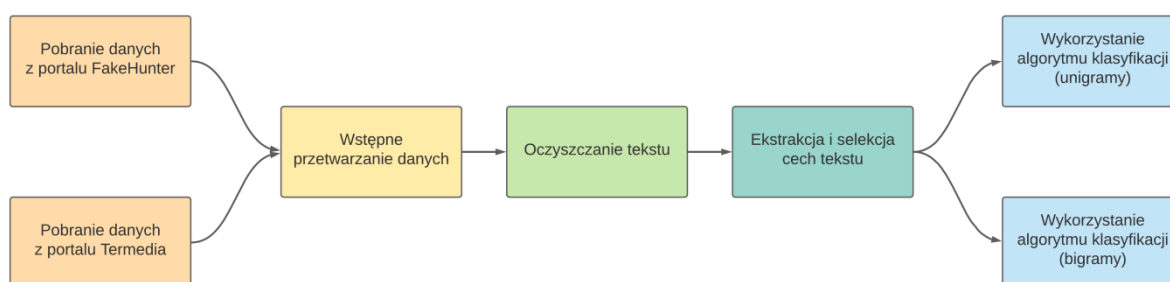 Pobranie danych
z portalu FakeHunter
Pobranie danych
z portalu Termedia
Wstępne
przetwarzanie danych
Oczyszczanie tekstu
Ekstrakcja i selekcja
cech tekstu
Wykorzystanie
algorytmu klasyfikacji
(unigramy)
Wykorzystanie
algorytmu klasyfikacji
(bigramy)